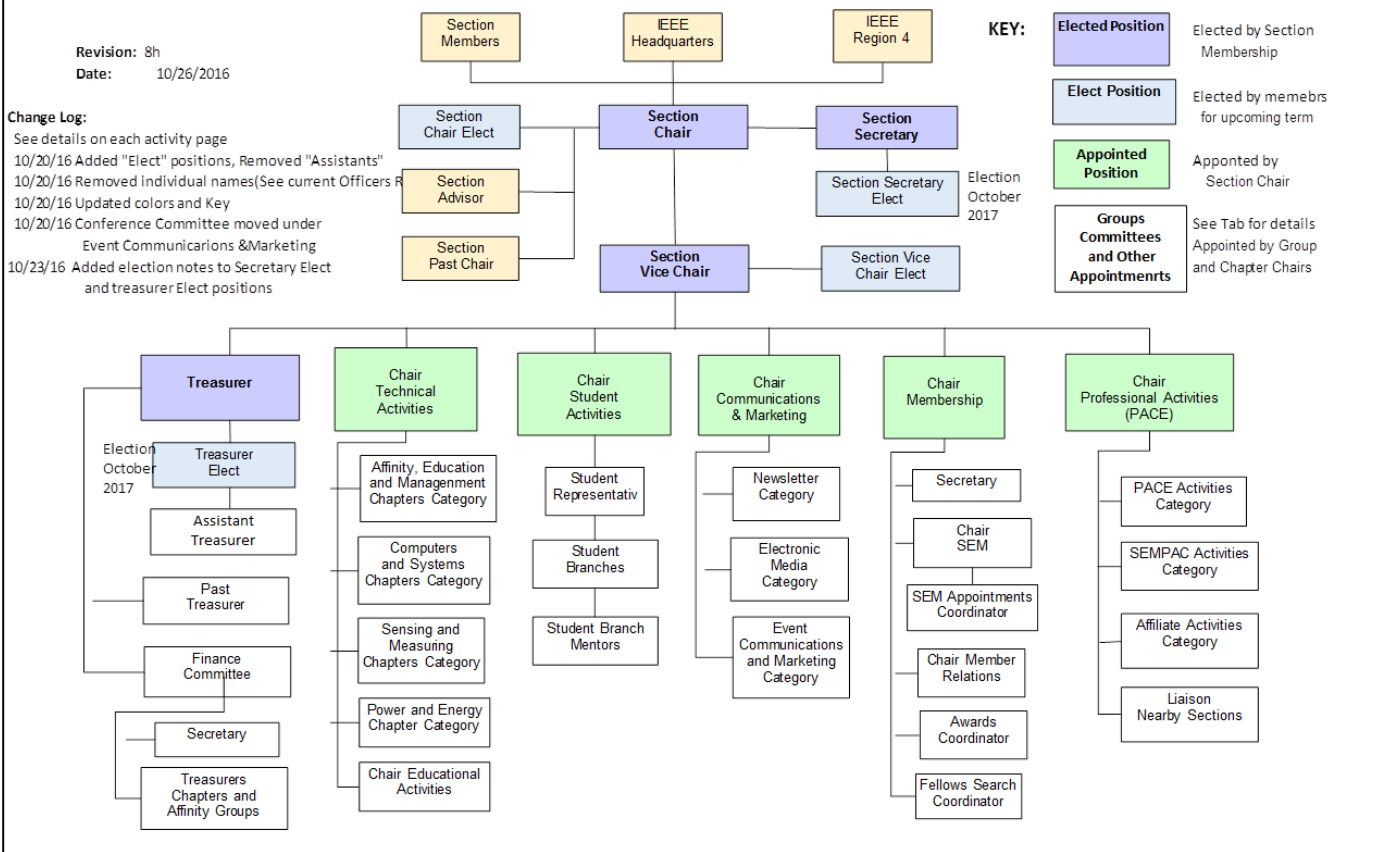 Section
Members
IEEE
Headquarters
IEEE
Region 4
KEY:
Elected Position
Elected by Section
Membership
Revision: 8h
Date: 10/26/2016
Elect Position
Elected by memebrs
for upcoming term
Change Log:
See details on each activity page
10/20/16 Added "Elect" positions, Removed "Assistants"
10/20/16 Removed individual names(See current Officers R
10/20/16 Updated colors and Key
10/20/16 Conference Committee moved under
Event Communicarions &Marketing
10/23/16 Added election notes to Secretary Elect
and treasurer Elect positions
Section
Chair Elect
Section
Chair
Section
Secretary
Appointed
Position
Apponted by
Section Chair
Section
Advisor
Section Secretary
Elect
Election
October
2017
Groups
Committees
and Other
Appointmenrts
See Tab for details
Appointed by Group
and Chapter Chairs
Section
Past Chair
Section
Vice Chair
Section Vice
Chair Elect
Treasurer
Chair
Technical
Activities
Chair
Student
Activities
Chair
Communications
& Marketing
Chair
Membership
Chair
Professional Activities
(PACE)
Election
October
2017
Treasurer
Elect
Assistant
Treasurer
Past
Treasurer
Finance
Committee
Secretary
Treasurers
Chapters and
Affinity Groups
Affinity, Education
and Management
Chapters Category
Computers
and Systems
Chapters Category
Sensing and
Measuring
Chapters Category
Power and Energy
Chapter Category
Chair Educational
Activities
Student
Representativ
Student
Branches
Student Branch
Mentors
Newsletter
Category
Electronic
Media
Category
Event
Communications
and Marketing
Category
Secretary
Chair
SEM
SEM Appointments
Coordinator
Chair Member
Relations
Awards
Coordinator
Fellows Search
Coordinator
PACE Activities
Category
SEMPAC Activities
Category
Affiliate Activities
Category
Liaison
Nearby Sections